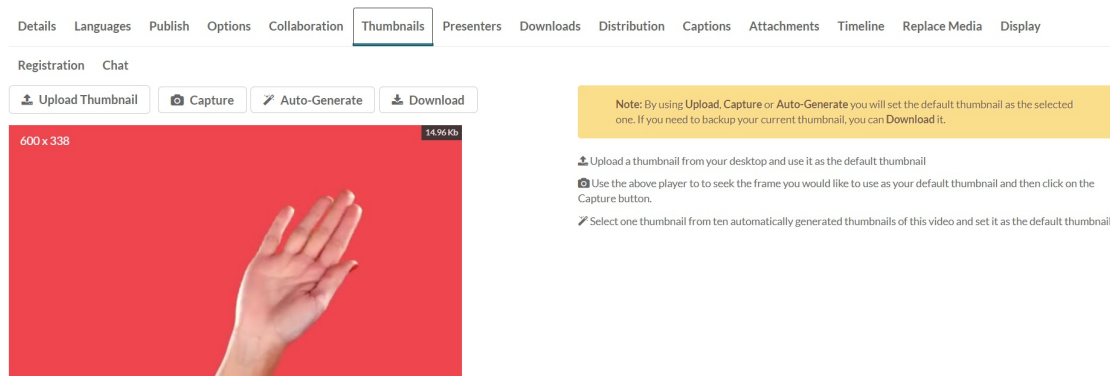 Details Languages Publish Options Collaboration Thumbnails Presenters Downloads Distribution Captions Attachments Timeline Replace Media Display
Registration Chat
Upload Thumbnail Capture Auto-Generate Download
600 x 338
14.96 Kb
Note: By using Upload, Capture or Auto-Generate you will set the default thumbnail as the selected
one. If you need to backup your current thumbnail, you can Download it.
Upload a thumbnail from your desktop and use it as the default thumbnail
Use the above player to to seek the frame you would like to use as your default thumbnail and then click on the
Capture button.
Select one thumbnail from ten automatically generated thumbnails of this video and set it as the default thumbnail